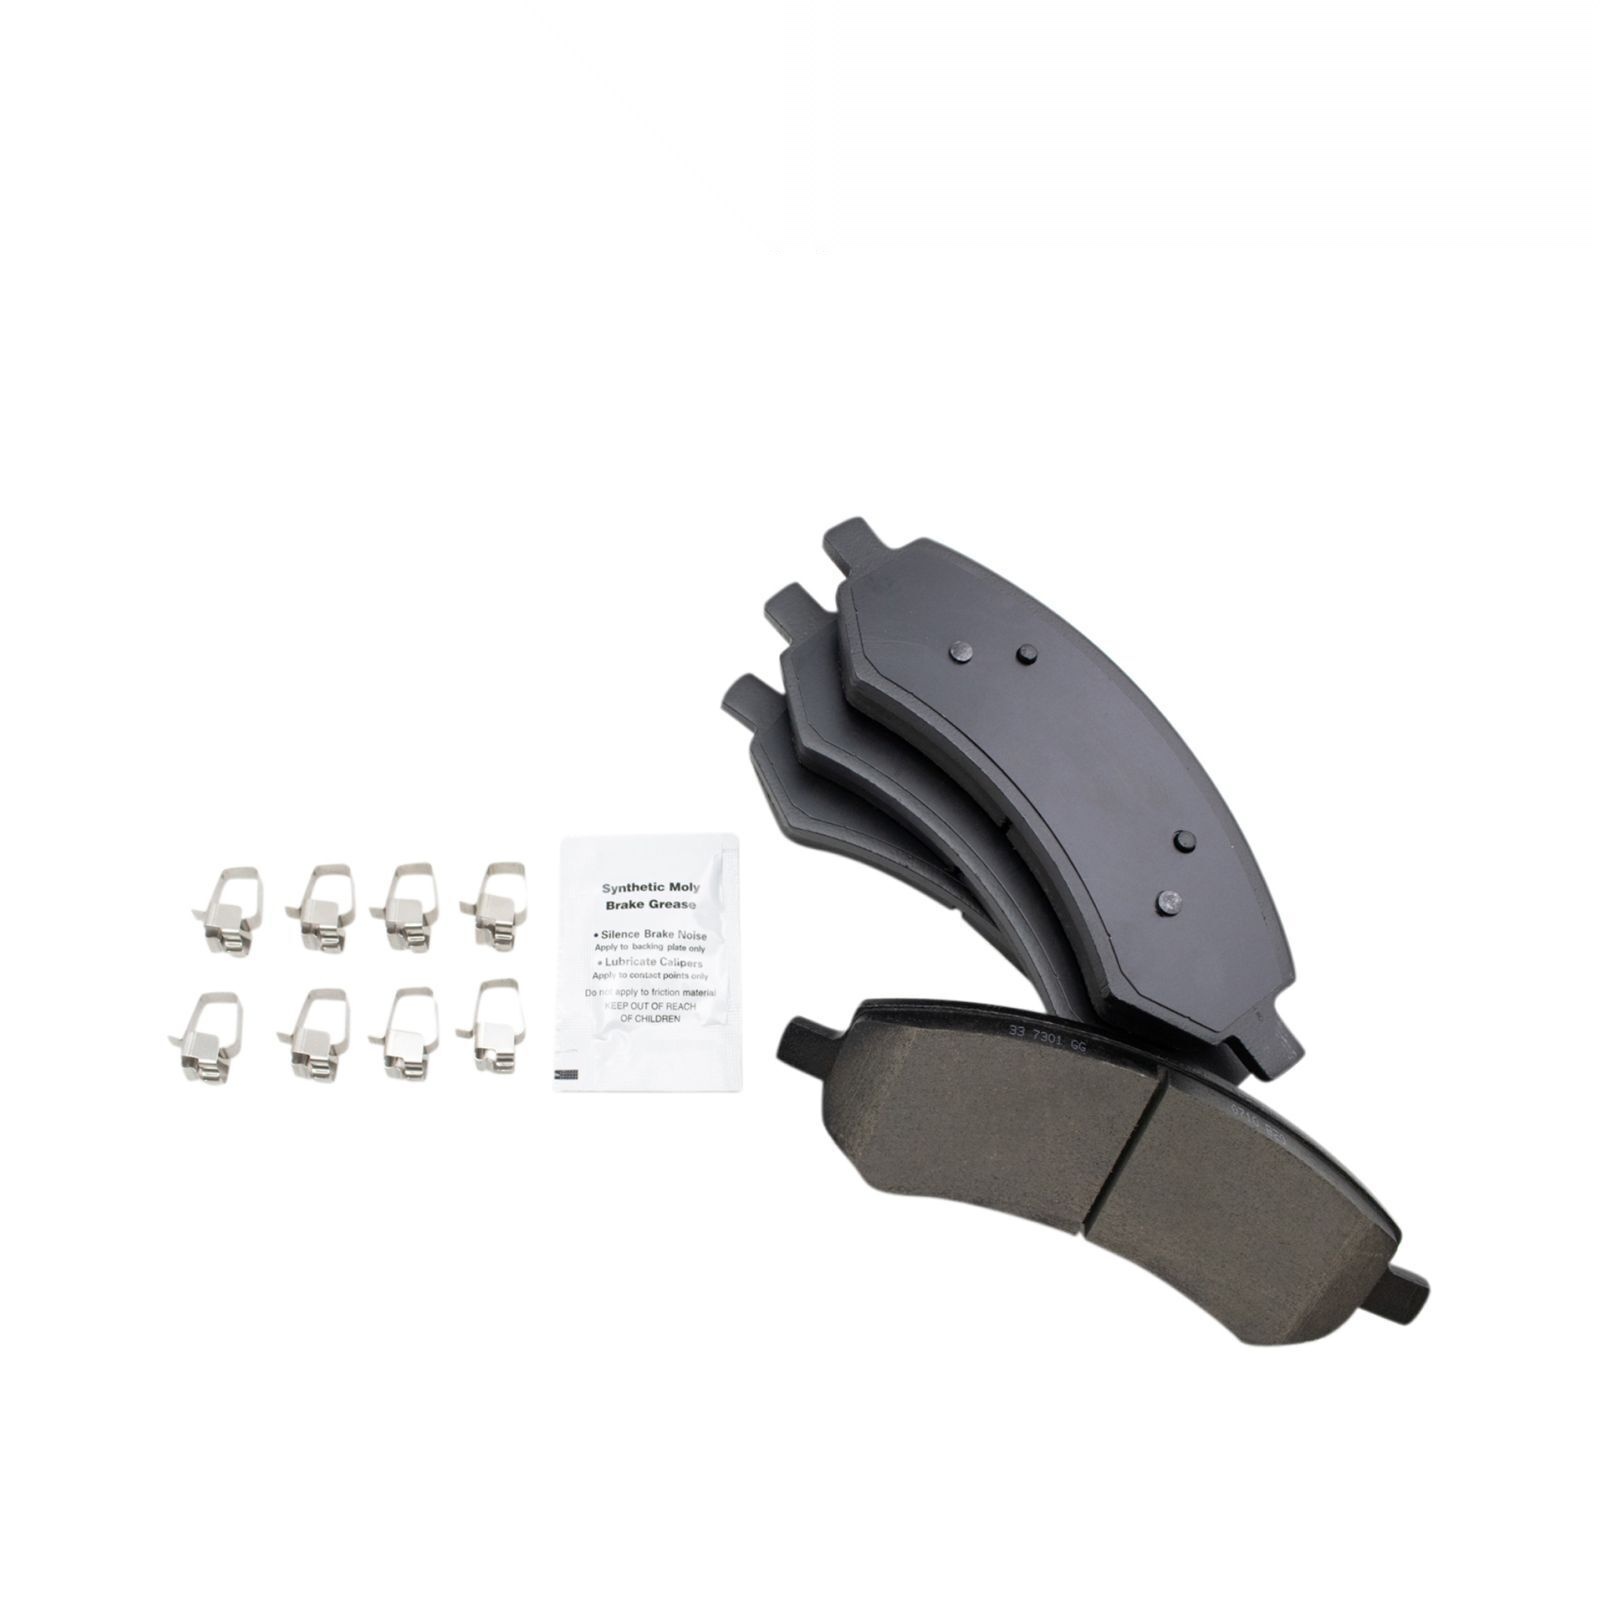 Synthetic Moly
Brake Grease
• Silence Brake Noise
Apply to backing plate only
• Lubricate Calipers
Apply to contact points only
Do not apply to friction material
KEEP OUT OF REACH
OF CHILDREN
33 7301 GG